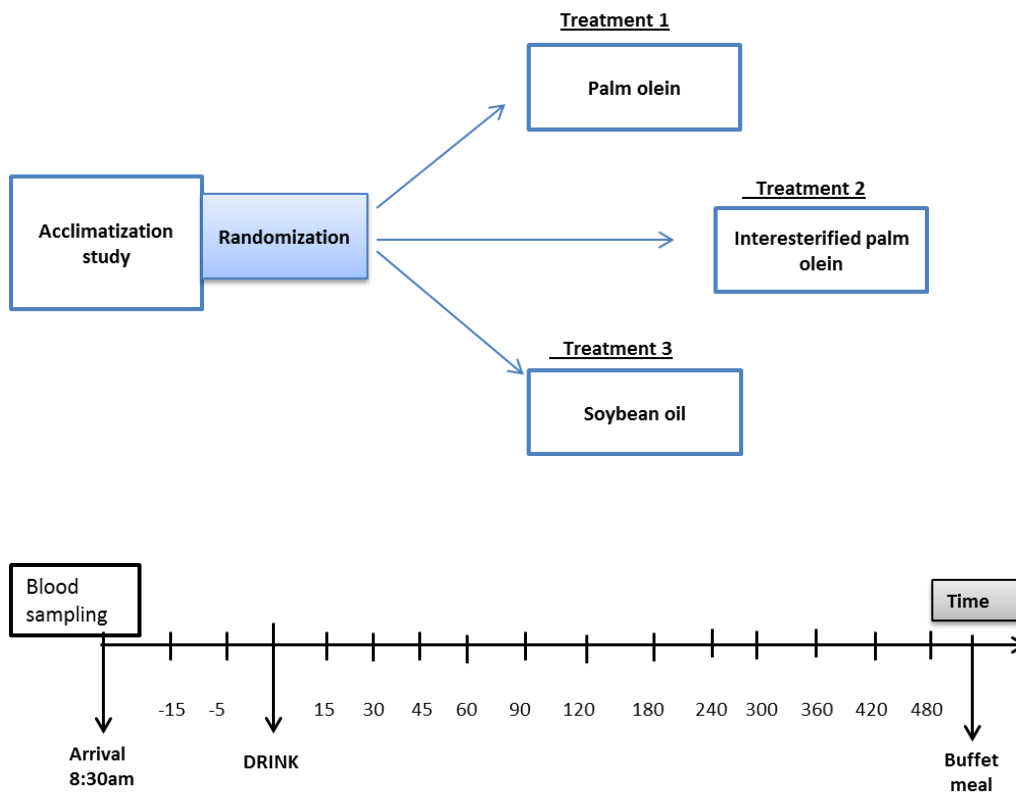 Treatment 1
Palm olein
Treatment 2
Acclimatization
study
Randomization
Interesterified palm
olein
Treatment 3
Soybean oil
Blood
sampling
Time
-15 -5 15 30 45 60 90 120 180 240 300 360 420 480
Arrival
8:30am
DRINK
Buffet
meal